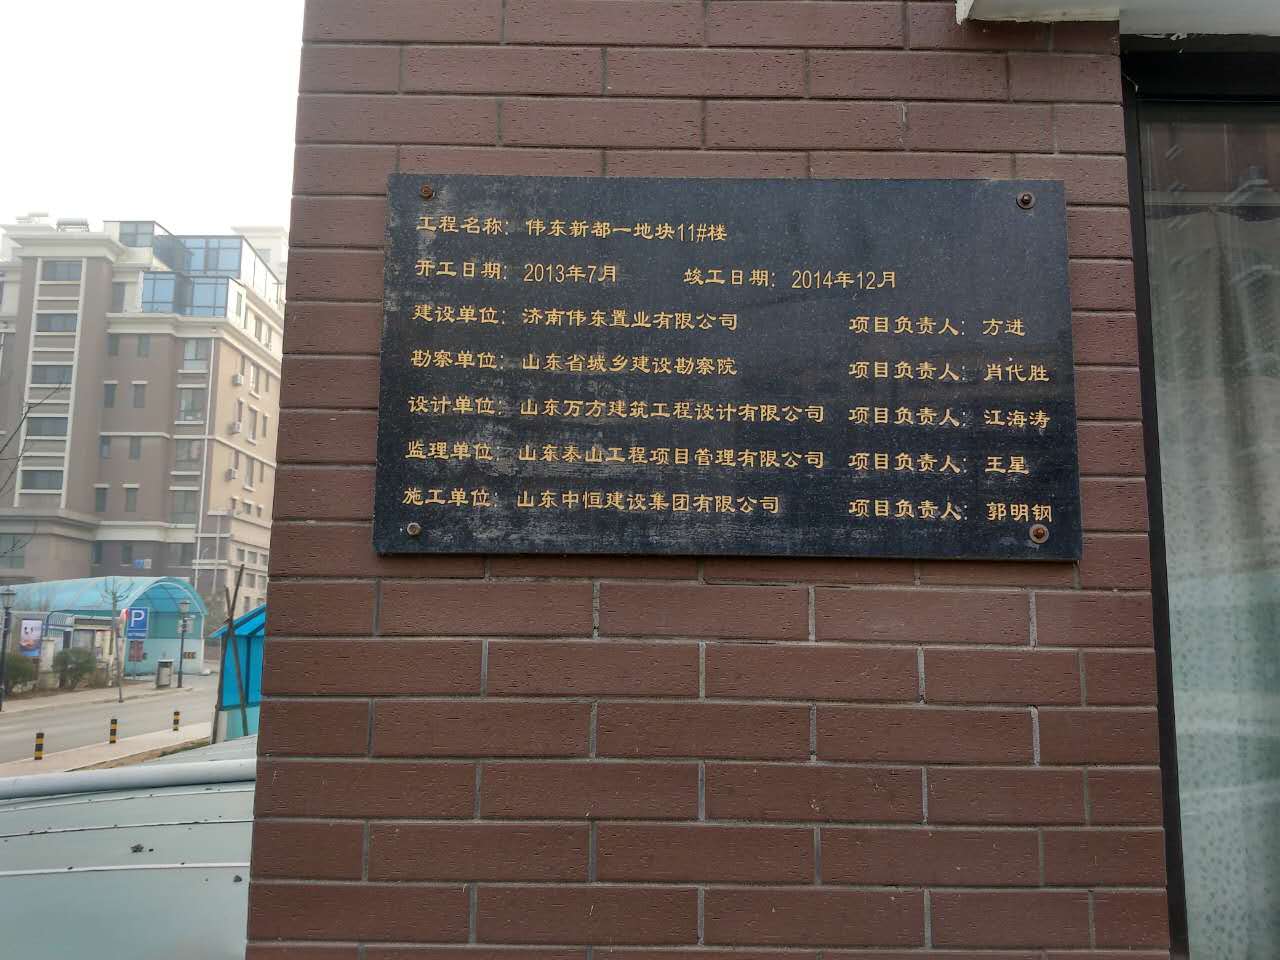 工程名称：伟东新都一地块11#楼
开工日期：2013年7月 竣工日期：2014年12月
建设单位：济南伟东置业有限公司 项目负责人：方进
勘察单位：山东省城乡建设勘察院 项目负责人：肖代胜
设计单位：山东万方建筑工程设计有限公司 项目负责人：江海涛
监理单位：山东泰山工程项目管理有限公司 项目负责人：王星
施工单位：山东中恒建设集团有限公司 项目负责人：郭明钢
P